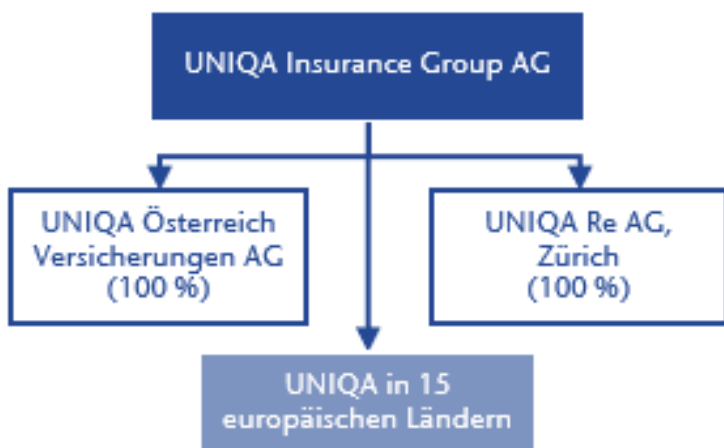 UNIQA Insurance Group AG
UNIQA Österreich
Versicherungen AG
(100 %)
UNIQA Re AG,
Zürich
(100 %)
UNIQA in 15
europäischen Ländern